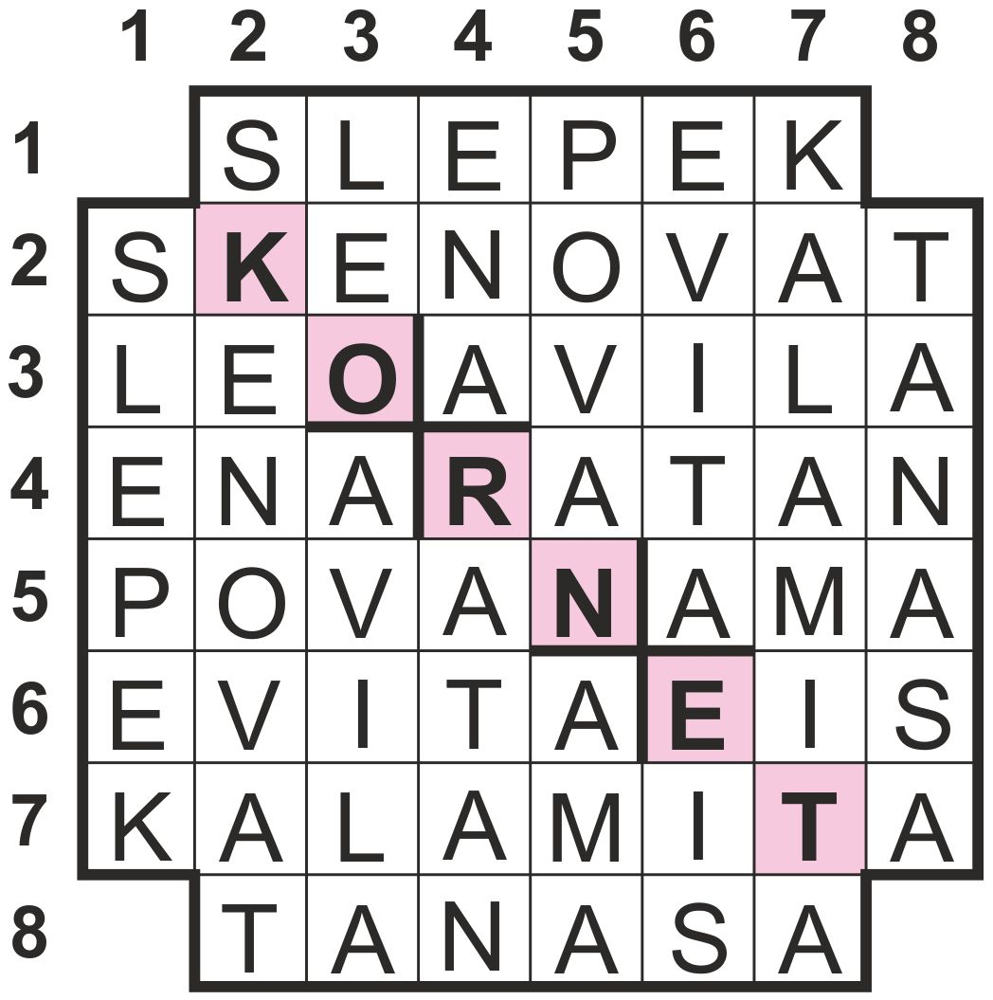 1 2 3 4 5 6 7 8
1 S L E P E K
2 S K E N O V A T
3 L E O A V I L A
4 E N A R A T A N
5 P O V A N A M A
6 E V I T A E I S
7 K A L A M I T A
8 T A N A S A